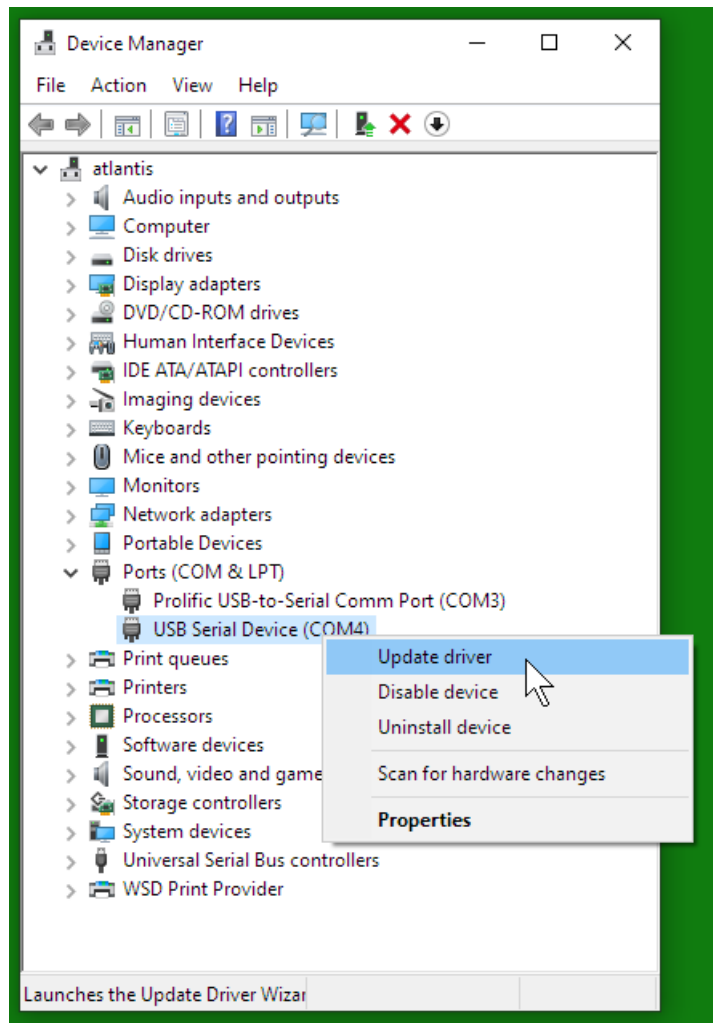 Device Manager
File Action View Help
atlantis
Audio inputs and outputs
Computer
Disk drives
Display adapters
DVD/CD-ROM drives
Human Interface Devices
IDE ATA/ATAPI controllers
Imaging devices
Keyboards
Mice and other pointing devices
Monitors
Network adapters
Portable Devices
Ports (COM & LPT)
Prolific USB-to-Serial Comm Port (COM3)
USB Serial Device (COM4)
Print queues
Printers
Processors
Software devices
Sound, video and game
Storage controllers
System devices
Universal Serial Bus controllers
WSD Print Provider
Update driver
Disable device
Uninstall device
Scan for hardware changes
Properties
Launches the Update Driver Wizar